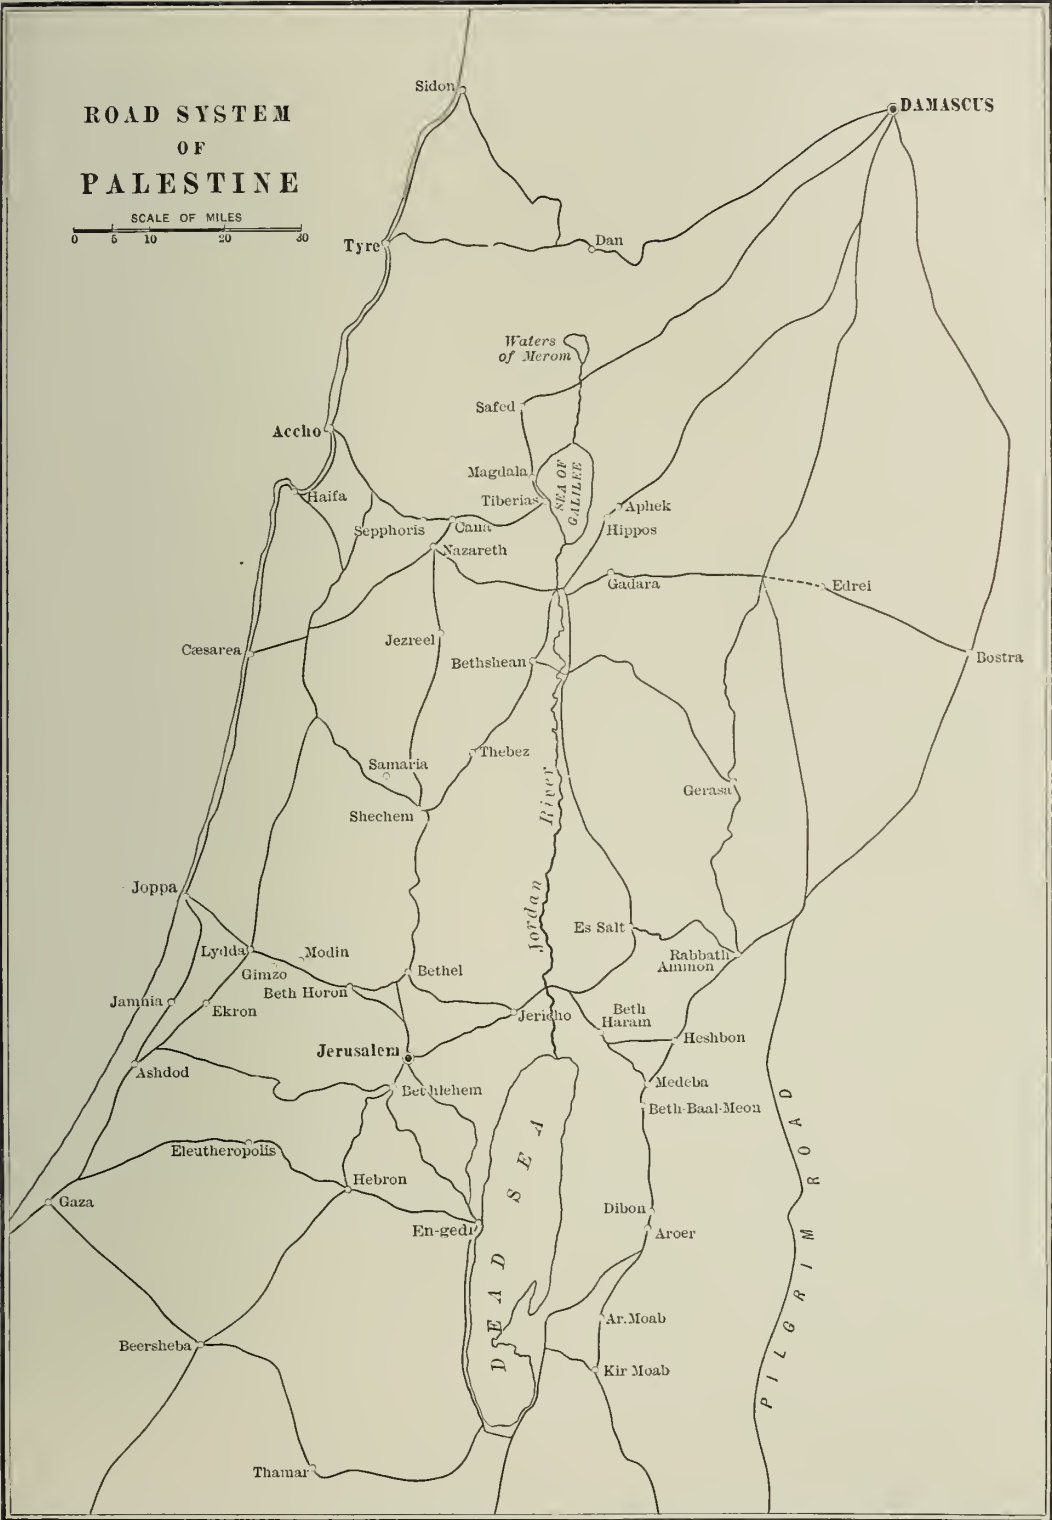 ROAD SYSTEM
OF
PALESTINE
SCALE OF MILES
0 5 10 20 30
Sidon
DAMASCUS
Tyre
Dan
Waters
of Merom
Safed
Accho
Magdala
SEA OF
GALILEE
Haifa
Tiberias
Aphek
Sepphoris
Cana
Hippos
Nazareth
Gadara
Edrei
Jezreel
Cæsarea
Bethshean
Bostra
Thebez
Samaria
Gerasa
Shechem
Jordan River
Joppa
Es Salt
Lydda
Modin
Rabbath
Ammon
Gimzo
Bethel
Beth Horon
Jamnia
Ekron
Jericho
Beth
Haram
Heshbon
Jerusalem
Ashdod
Medeba
Bethlehem
Beth-Baal-Meon
Eleutheropolis
Hebron
Gaza
DEAD SEA
Dibon
En-gedi
Aroer
PILGRIM ROAD
Ar.Moab
Beersheba
Kir Moab
Thamar